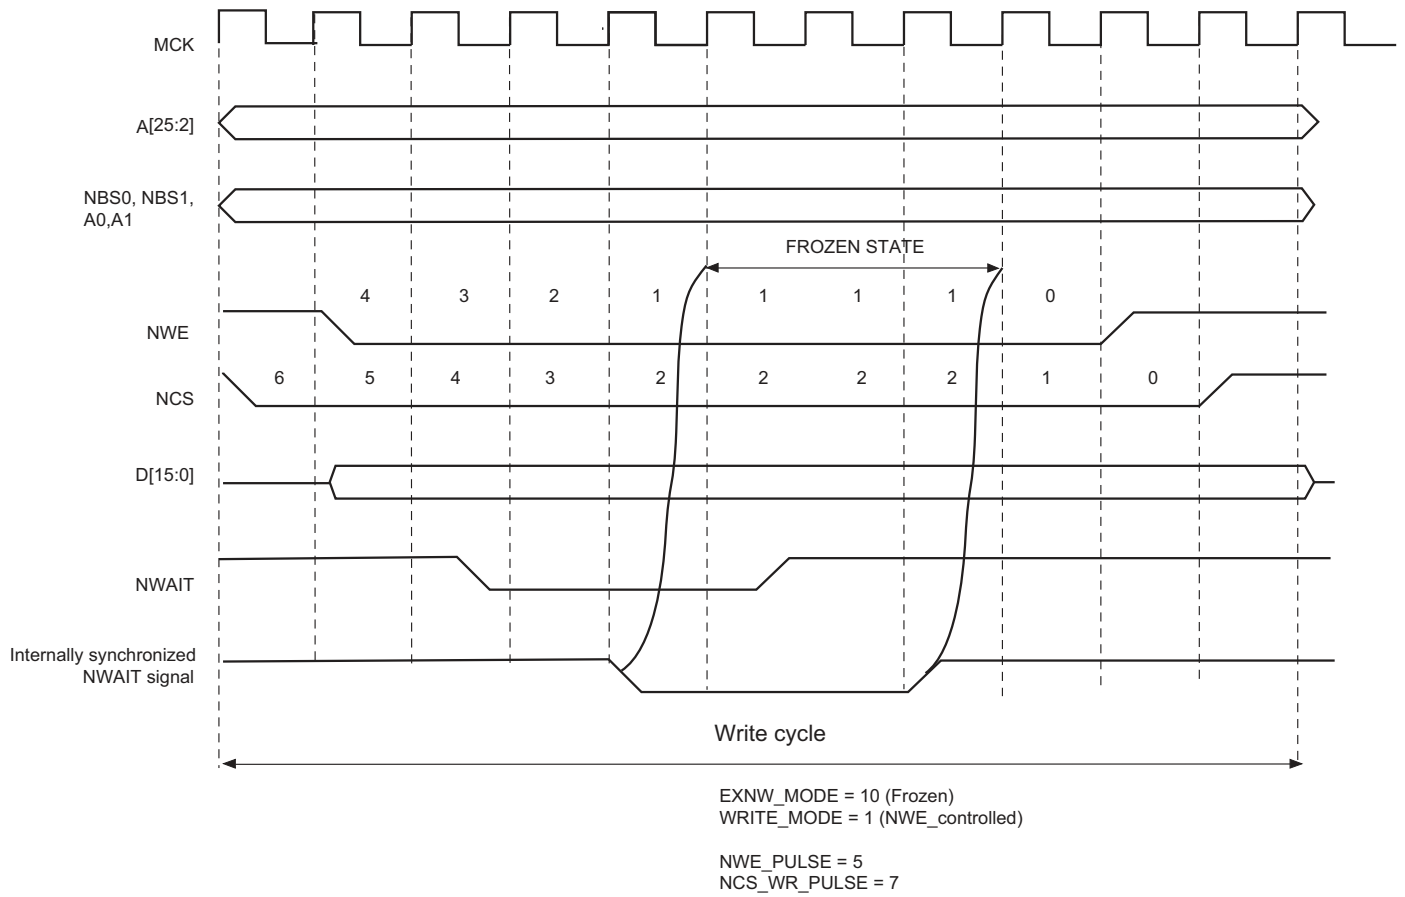 MCK
A[25:2]
NBS0, NBS1,
A0,A1
FROZEN STATE
4 3 2 1 1 1 1 0
NWE
6 5 4 3 2 2 2 2 1 0
NCS
D[15:0]
NWAIT
Internally synchronized
NWAIT signal
Write cycle
EXNW_MODE = 10 (Frozen)
WRITE_MODE = 1 (NWE_controlled)
NWE_PULSE = 5
NCS_WR_PULSE = 7